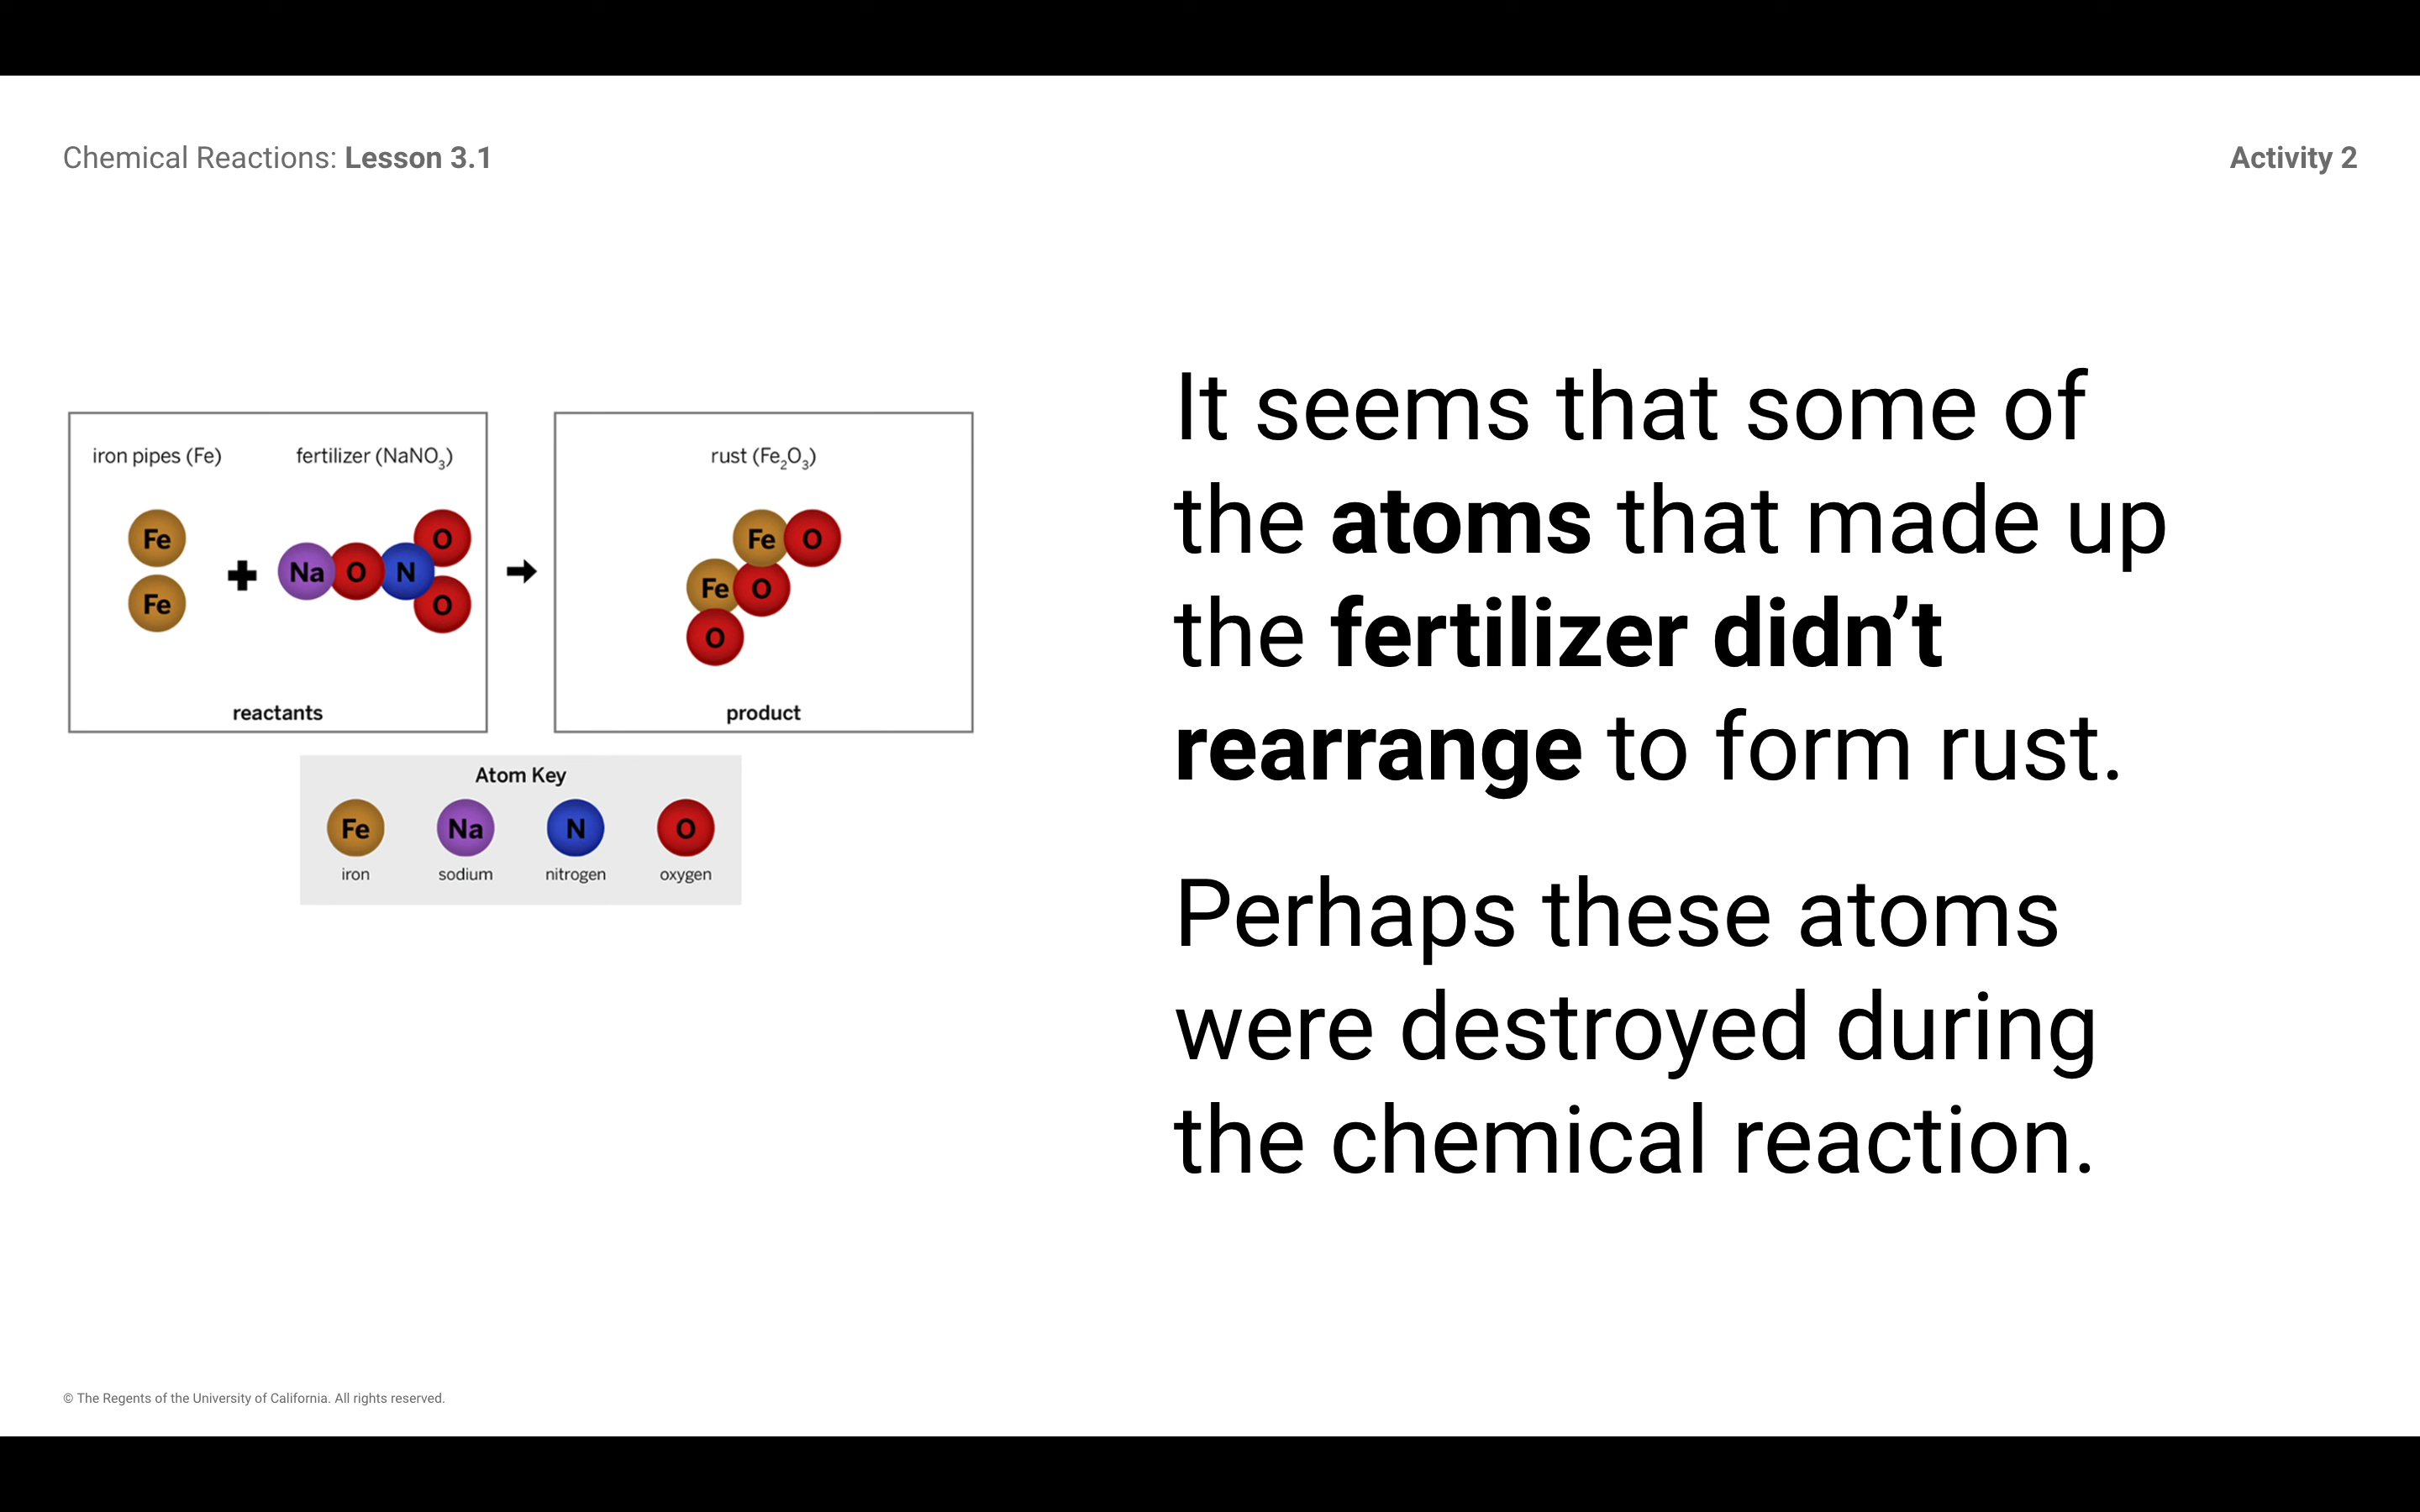 Chemical Reactions: Lesson 3.1
Activity 2
iron pipes (Fe)
fertilizer (NaNO₃)
rust (Fe₂O₃)
Fe
Fe
Na O N O O
Fe O
Fe O
O
reactants
product
Atom Key
Fe Na N O
iron sodium nitrogen oxygen
It seems that some of
the atoms that made up
the fertilizer didn’t
rearrange to form rust.
Perhaps these atoms
were destroyed during
the chemical reaction.
© The Regents of the University of California. All rights reserved.